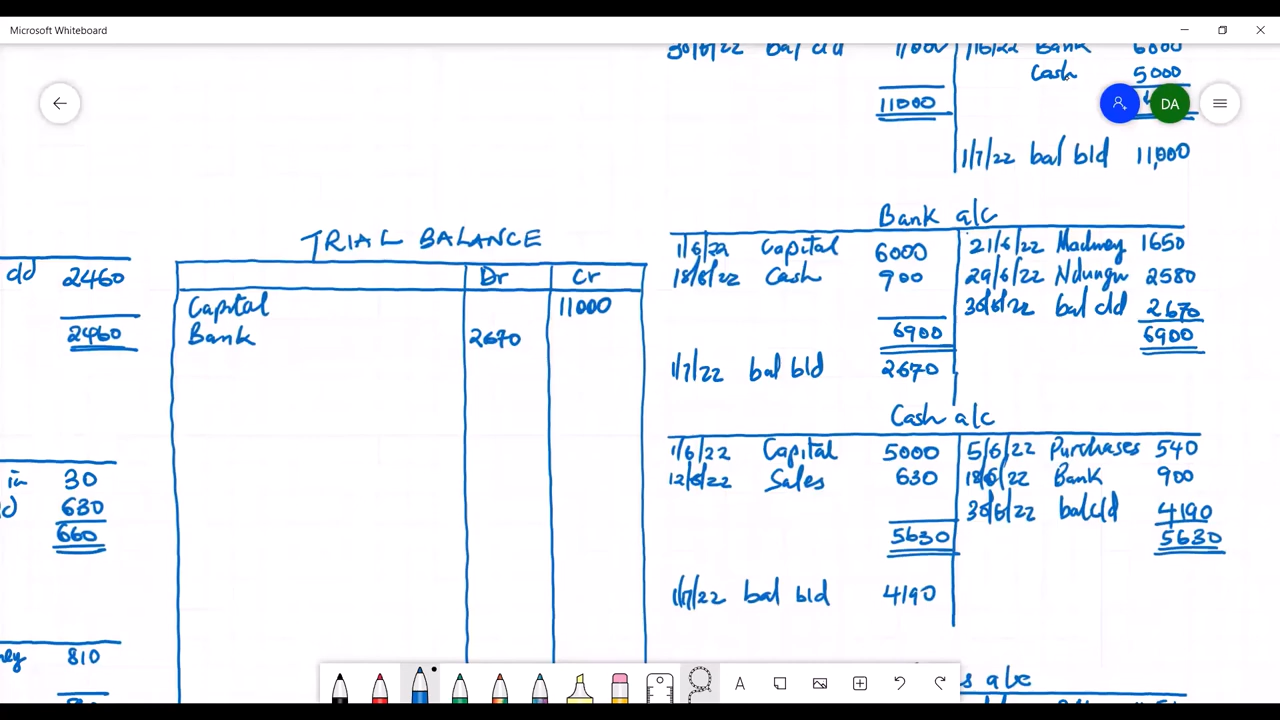 Microsoft Whiteboard
30/6/22 bal c/d 11000 1/6/22 Bank 6000
Cash 5000
11000
DA
1/7/22 bal b/d 11,000
Bank a/c
1/6/22 Capital 6000 21/6/22 1650
18/6/22 Cash 900 29/6/22 Ndungu 2580
30/6/22 bal c/d 2670
6900 6900
1/7/22 bal b/d 2670
Cash a/c
1/6/22 Capital 5000 5/6/22 Purchases 540
12/6/22 Sales 630 18/6/22 Bank 900
30/6/22 bal c/d 4190
5630 5630
1/7/22 bal b/d 4190
s a/c
TRIAL BALANCE
Dr Cr
Capital 11000
Bank 2670
c/d 2460
2460
in 30
630
660
ney 810